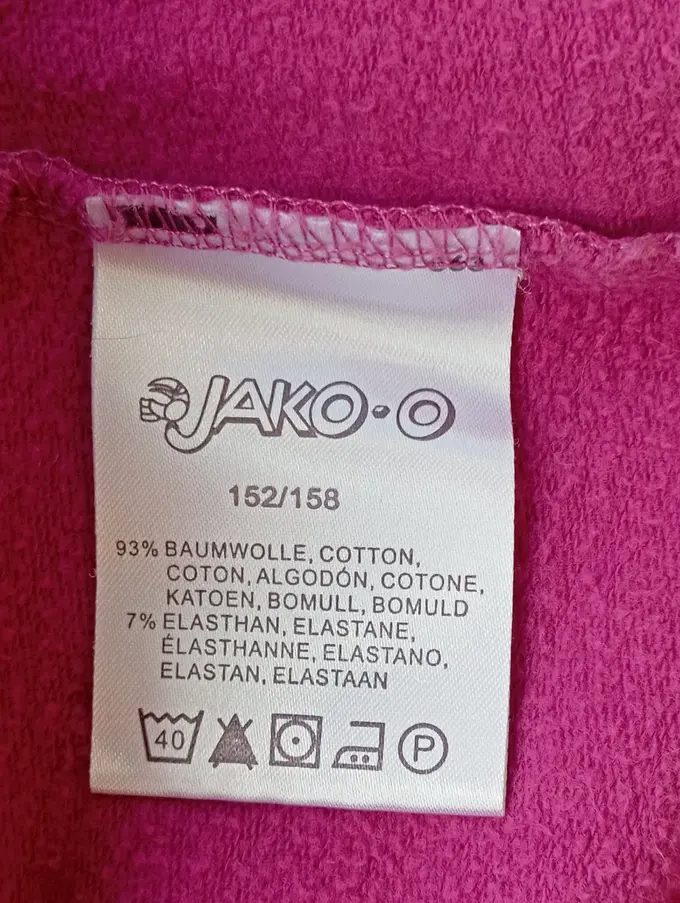 JAKO-O
152/158
93% BAUMWOLLE, COTTON,
COTON, ALGODÓN, COTONE,
KATOEN, BOMULL, BOMULD
7% ELASTHAN, ELASTANE,
ÉLASTHANNE, ELASTANO,
ELASTAN, ELASTAAN
40 P